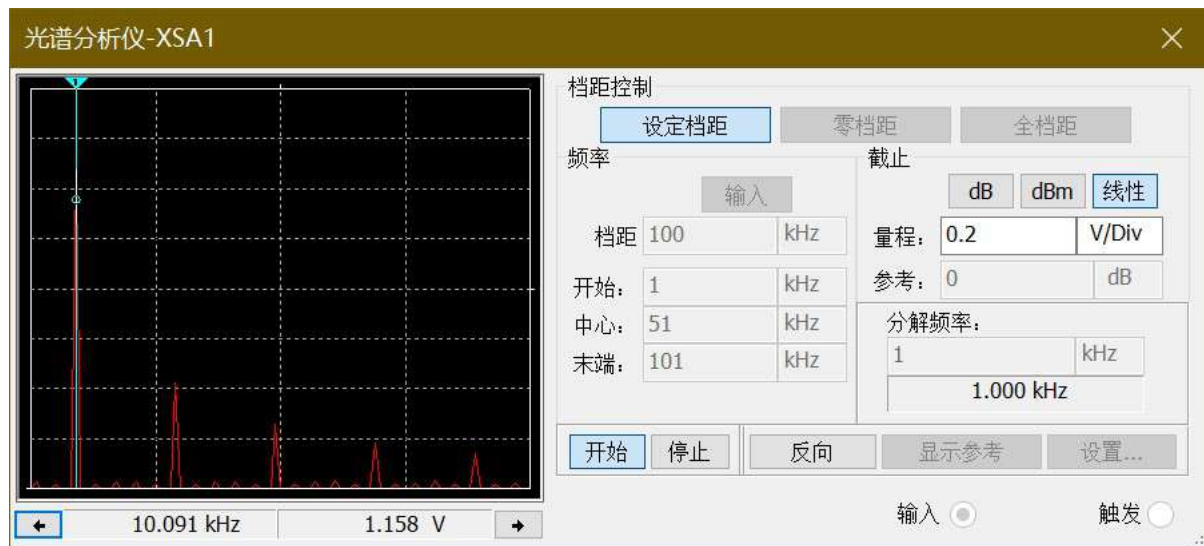 光谱分析仪-XSA1
1
档距控制
设定档距 零档距 全档距
频率
输入
档距 100 kHz
开始: 1 kHz
中心: 51 kHz
末端: 101 kHz
截止
dB dBm 线性
量程: 0.2 V/Div
参考: 0 dB
分解频率:
1 kHz
1.000 kHz
开始 停止 反向 显示参考 设置...
10.091 kHz 1.158 V
输入 触发